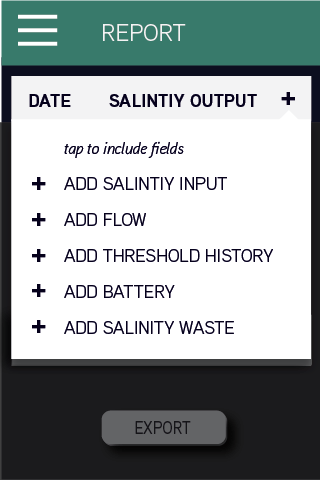 REPORT
DATE SALINTIY OUTPUT +
tap to include fields
+ ADD SALINTIY INPUT
+ ADD FLOW
+ ADD THRESHOLD HISTORY
+ ADD BATTERY
+ ADD SALINITY WASTE
EXPORT